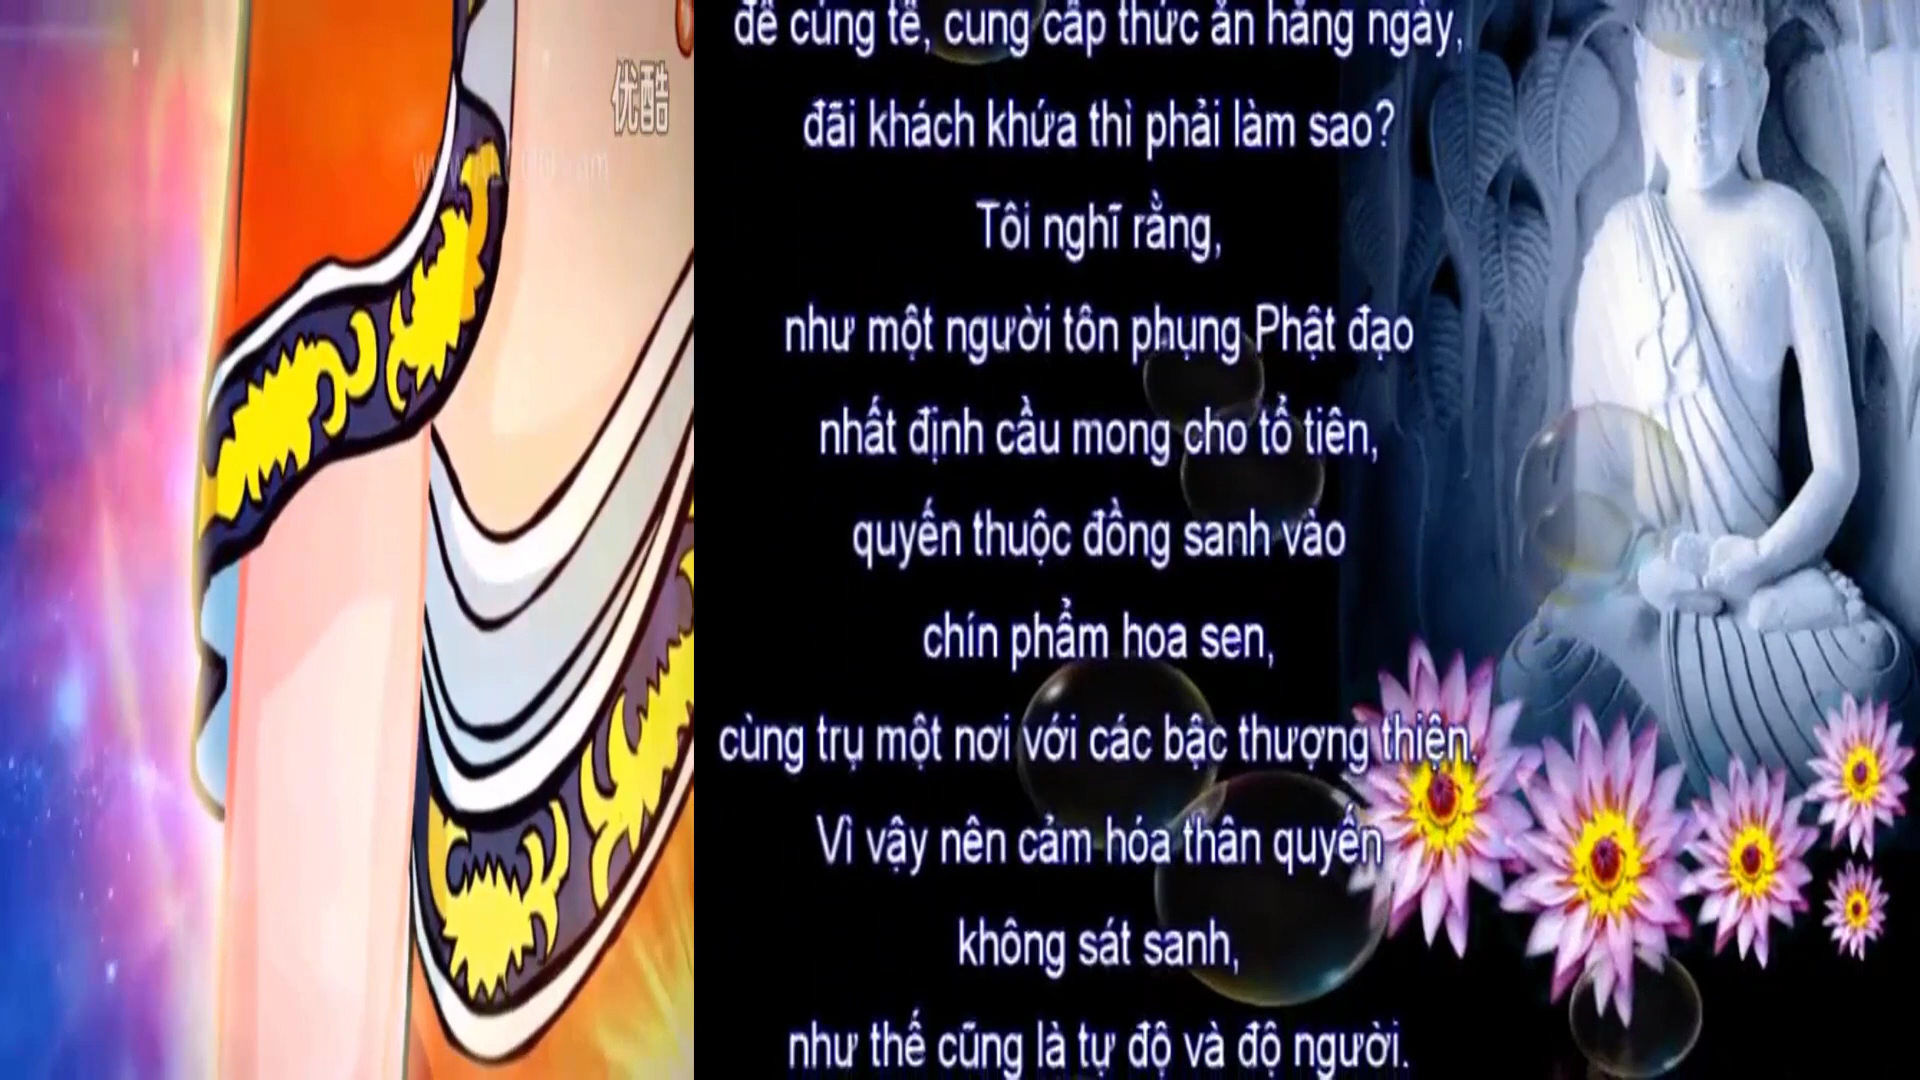 优酷
để cúng tế, cung cấp thức ăn hằng ngày,
đãi khách khứa thì phải làm sao?
Tôi nghĩ rằng,
như một người tôn phụng Phật đạo
nhất định cầu mong cho tổ tiên,
quyến thuộc đồng sanh vào
chín phẩm hoa sen,
cùng trụ một nơi với các bậc thượng thiện.
Vì vậy nên cảm hóa thân quyến
không sát sanh,
như thế cũng là tự độ và độ người.